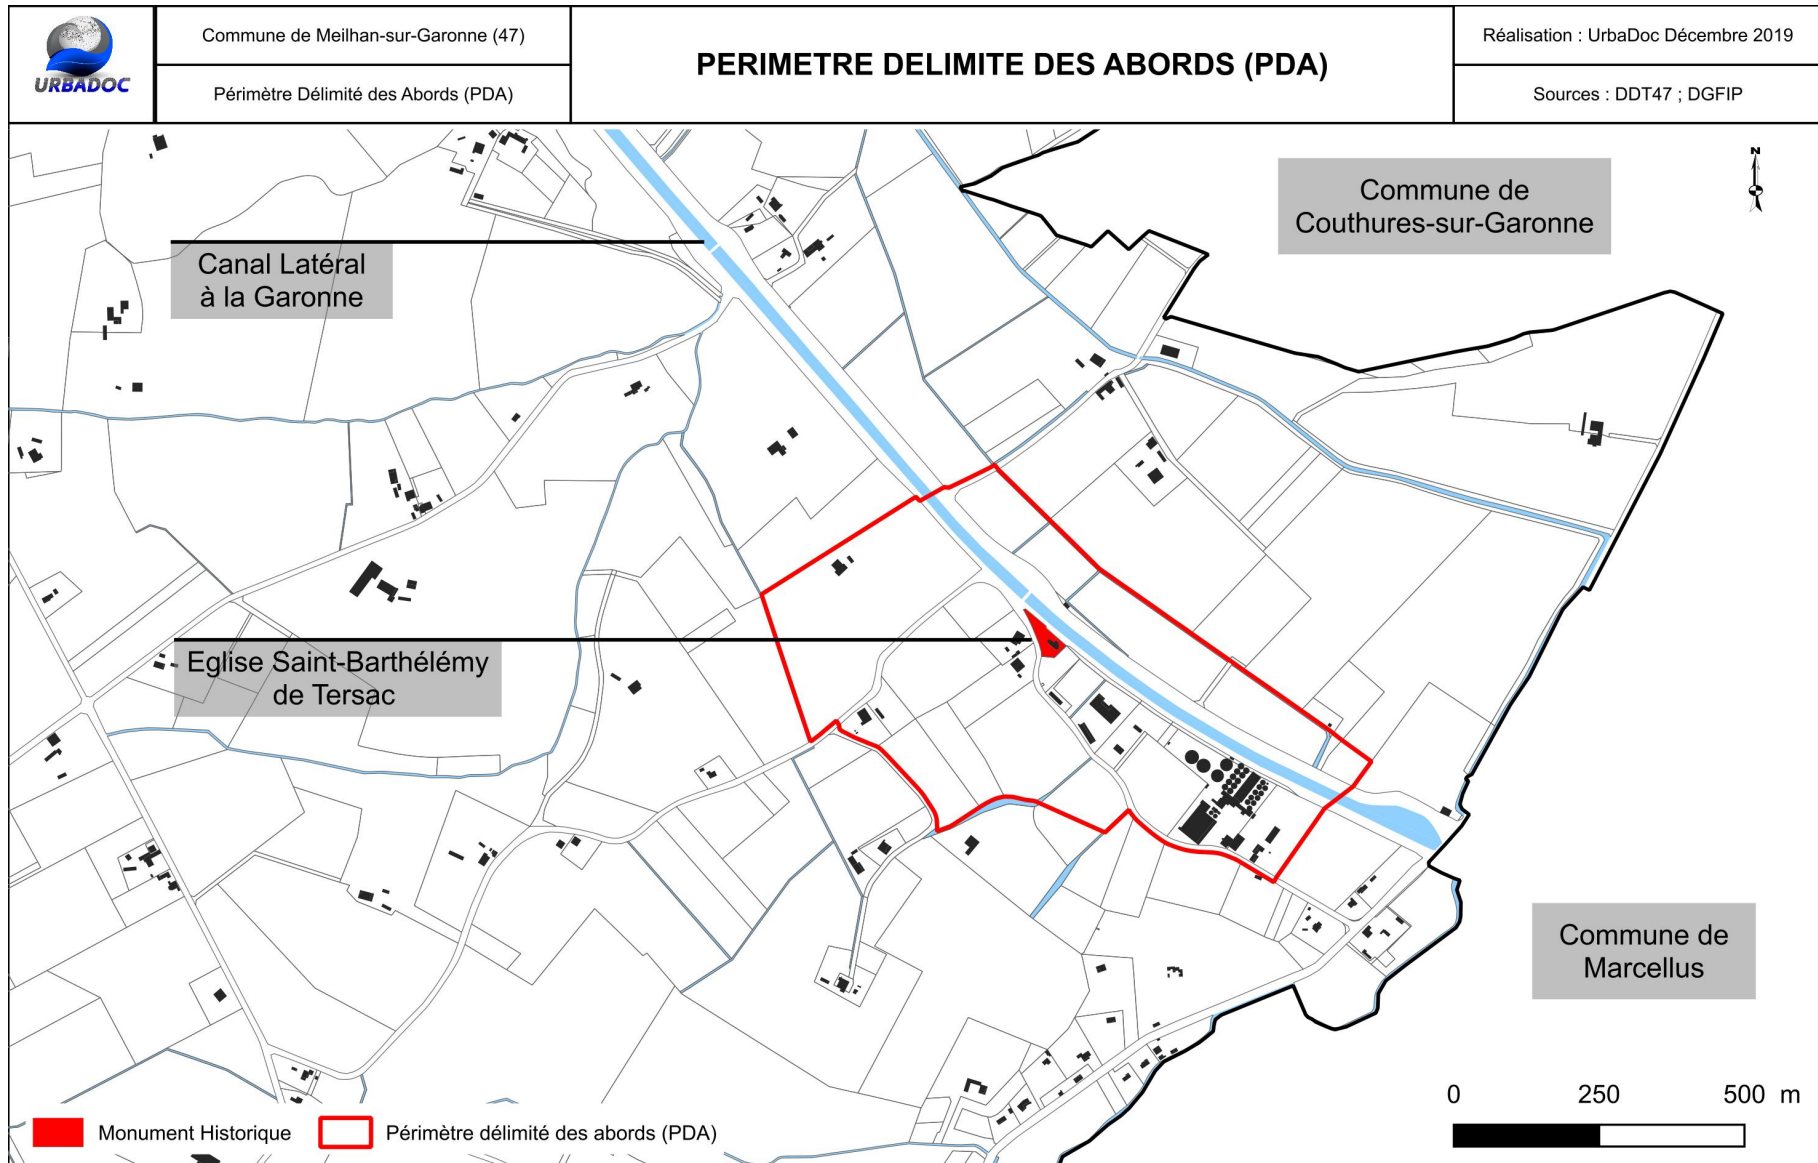 URBADOC
Commune de Meilhan-sur-Garonne (47)
Périmètre Délimité des Abords (PDA)
PERIMETRE DELIMITE DES ABORDS (PDA)
Réalisation : UrbaDoc Décembre 2019
Sources : DDT47 ; DGFIP
N
Commune de
Couthures-sur-Garonne
Canal Latéral
à la Garonne
Eglise Saint-Barthélémy
de Tersac
Commune de
Marcellus
0 250 500 m
Monument Historique
Périmètre délimité des abords (PDA)